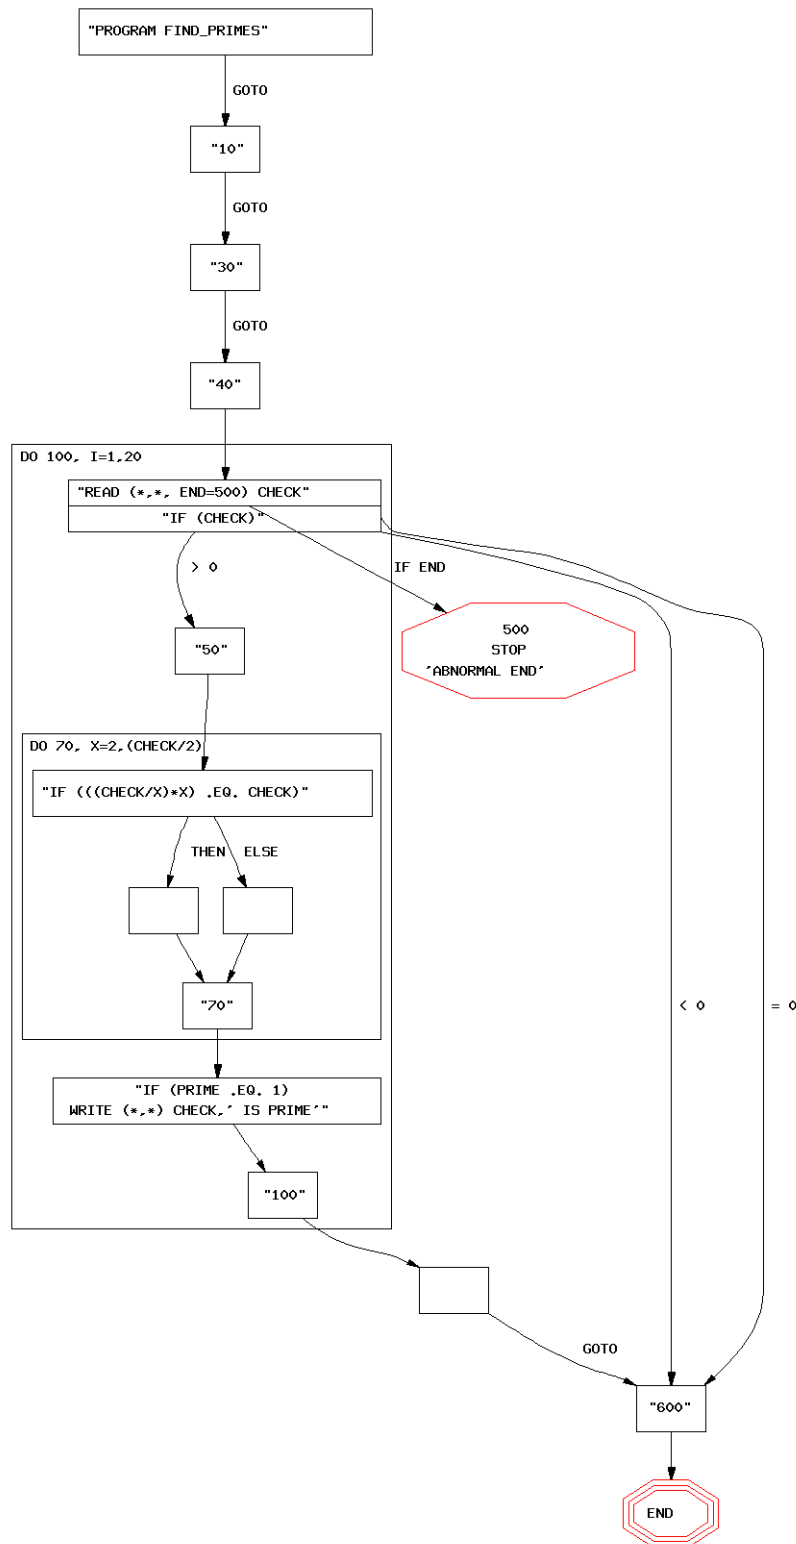 "PROGRAM FIND_PRIMES"
GOTO
"10"
GOTO
"30"
GOTO
"40"
DO 100, I=1,20
"READ (*,*, END=500) CHECK"
"IF (CHECK)"
> 0
IF END
500
STOP
'ABNORMAL END'
"50"
DO 70, X=2,(CHECK/2)
"IF (((CHECK/X)*X) .EQ. CHECK)"
THEN
ELSE
"70"
< 0
= 0
"IF (PRIME .EQ. 1)
WRITE (*,*) CHECK,' IS PRIME'"
"100"
GOTO
"600"
END